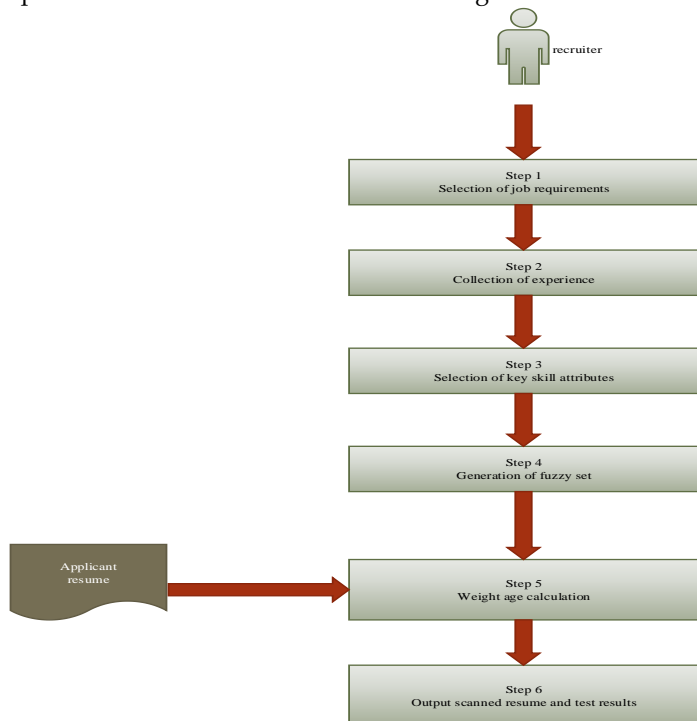 recruiter
Step 1
Selection of job requirements
Step 2
Collection of experience
Step 3
Selection of key skill attributes
Step 4
Generation of fuzzy set
Applicant
resume
Step 5
Weight age calculation
Step 6
Output scanned resume and test results